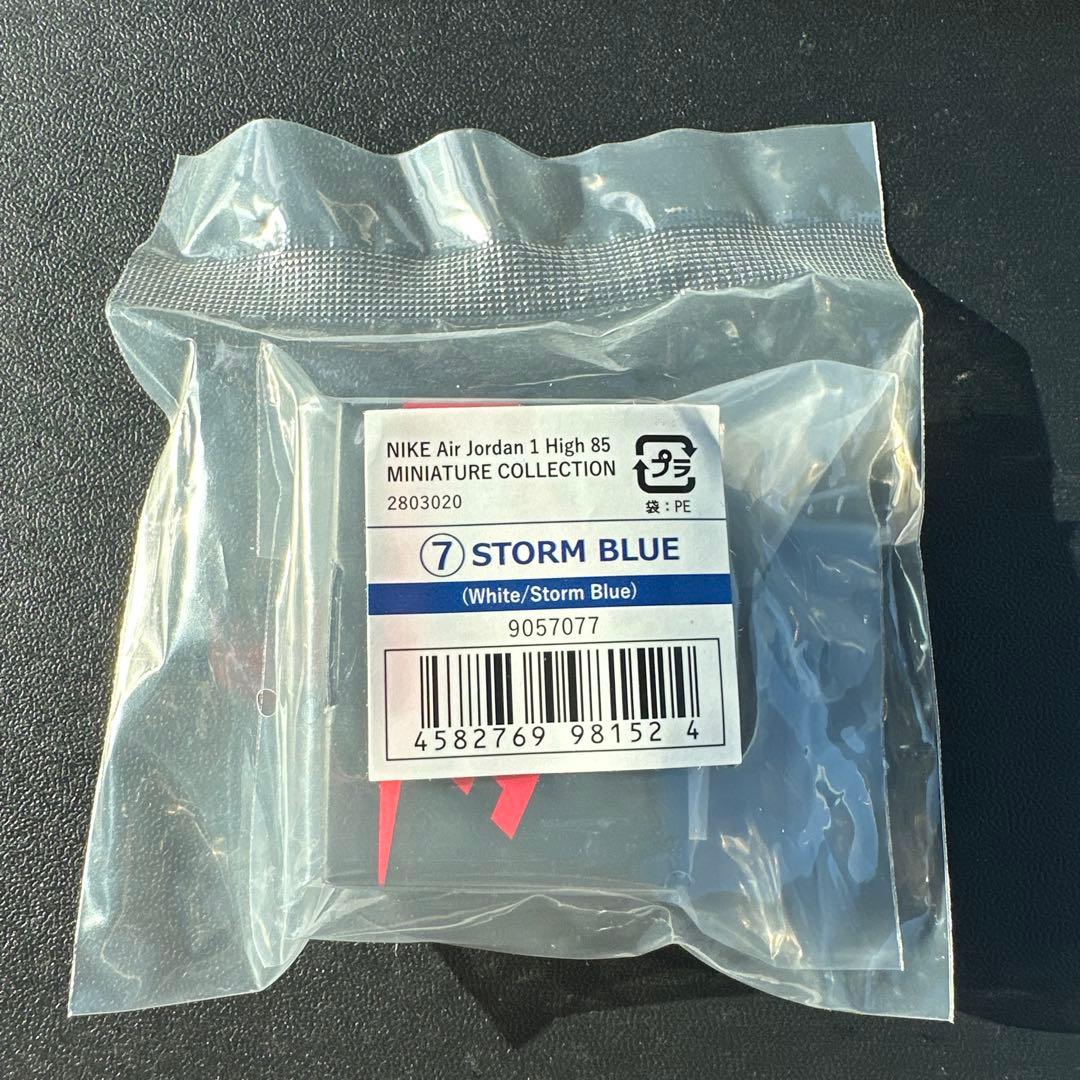 NIKE Air Jordan 1 High 85
MINIATURE COLLECTION
2803020
プラ
袋：PE
⑦ STORM BLUE
(White/Storm Blue)
9057077
4582769 98152 4